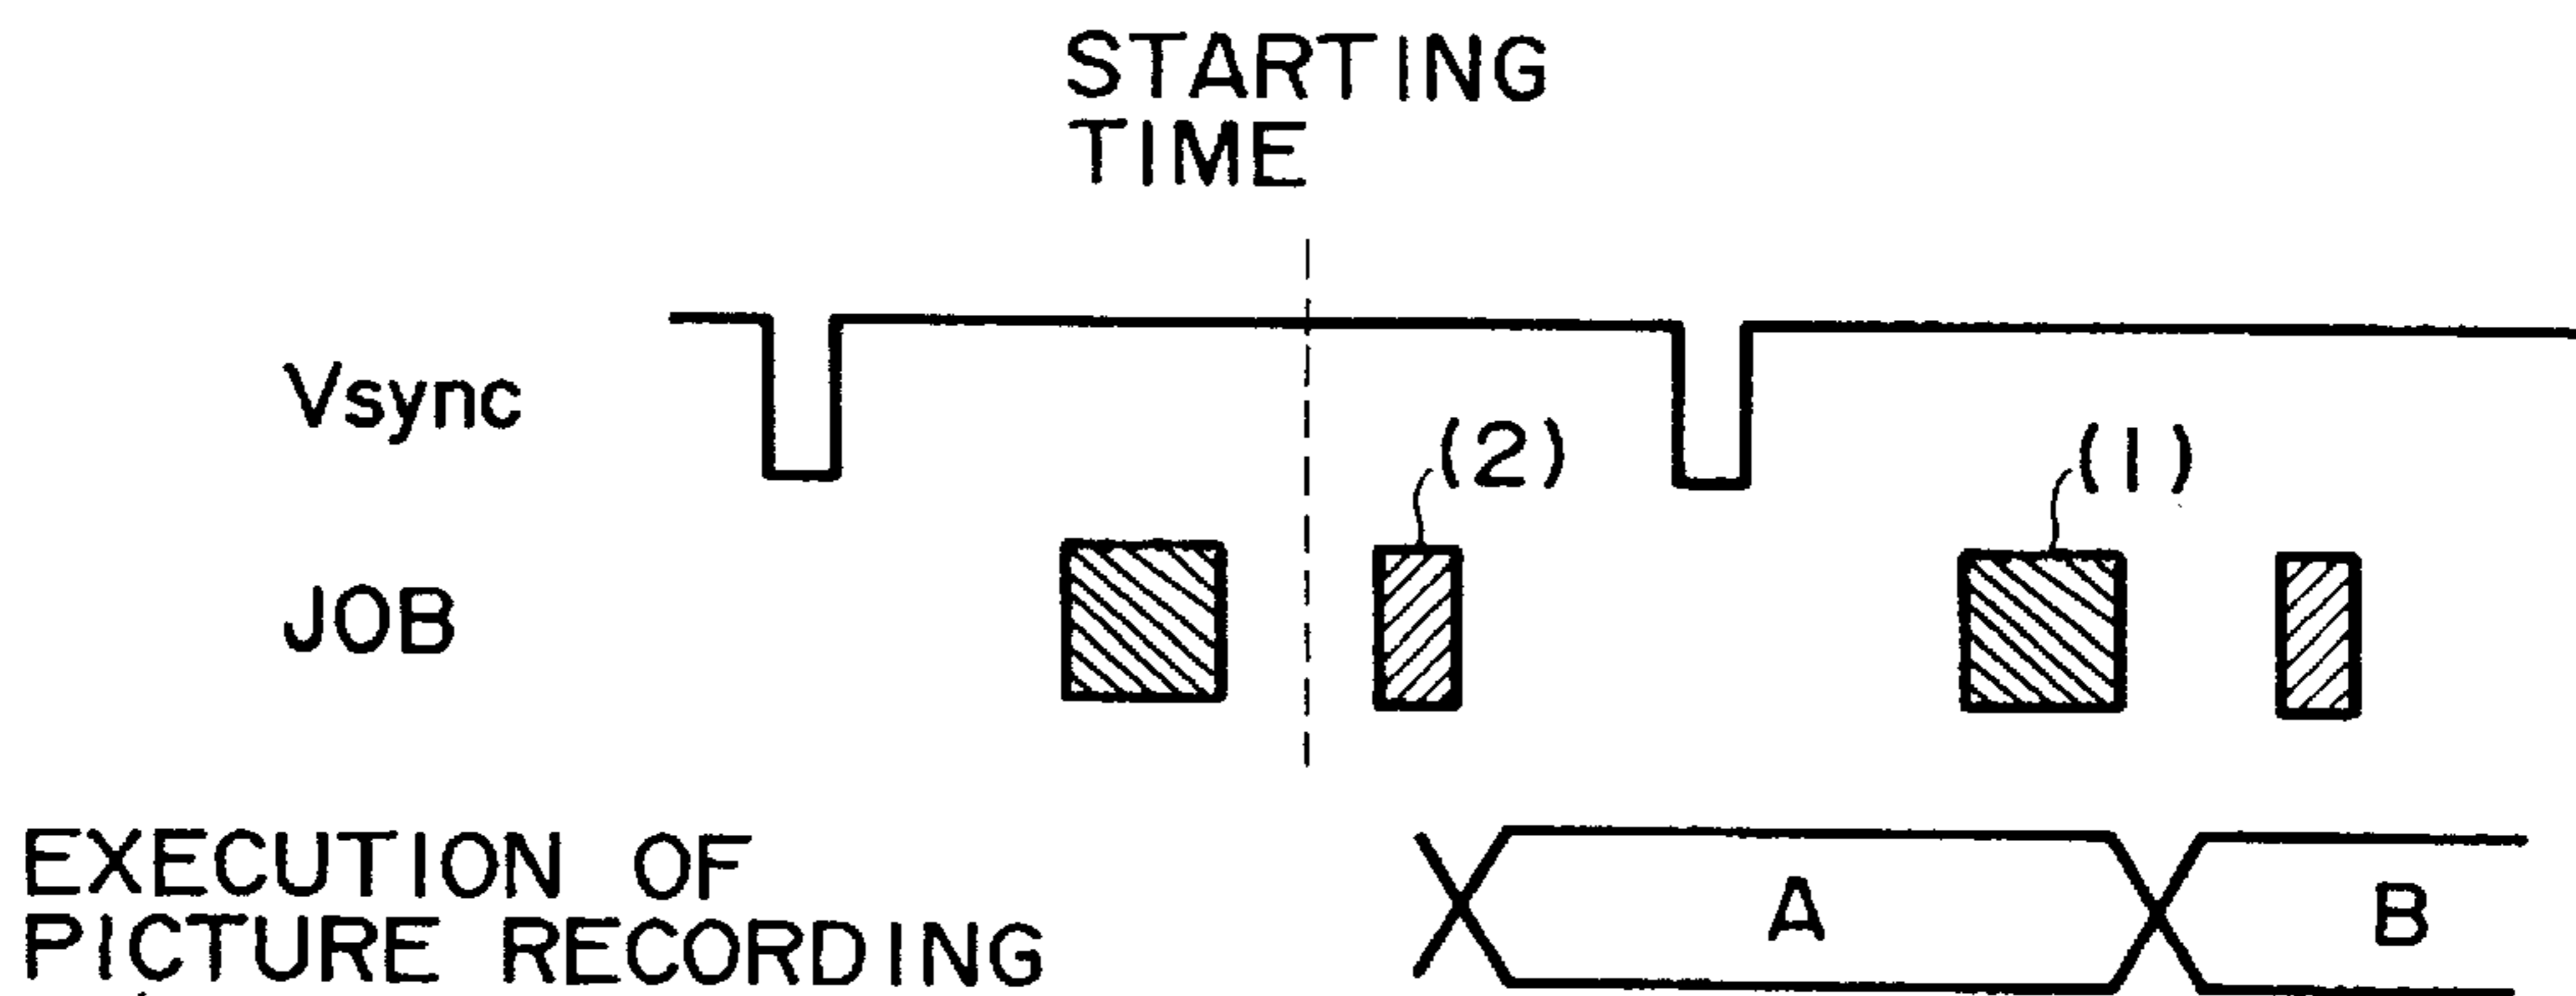 STARTING
TIME
Vsync
(2)
(1)
JOB
EXECUTION OF
PICTURE RECORDING
A
B